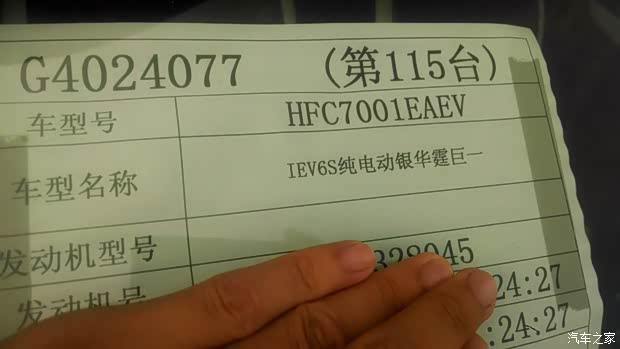 G4024077 (第115台)
车型号 HFC7001EAEV
车型名称 IEV6S纯电动银华霆巨一
发动机型号
328045
发动机号
:24:27
:24:27
汽车之家